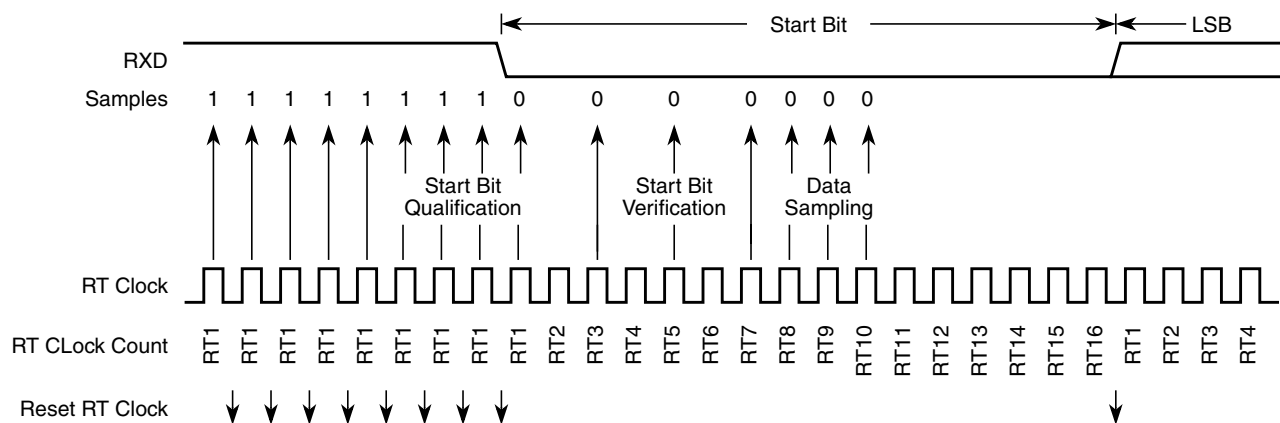 Start Bit LSB
RXD
Samples 1 1 1 1 1 1 1 1 0 0 0 0 0 0 0
Start Bit Start Bit Data
Qualification Verification Sampling
RT Clock
RT CLock Count RT1 RT1 RT1 RT1 RT1 RT1 RT1 RT1 RT1 RT2 RT3 RT4 RT5 RT6 RT7 RT8 RT9 RT10 RT11 RT12 RT13 RT14 RT15 RT16 RT1 RT2 RT3 RT4
Reset RT Clock